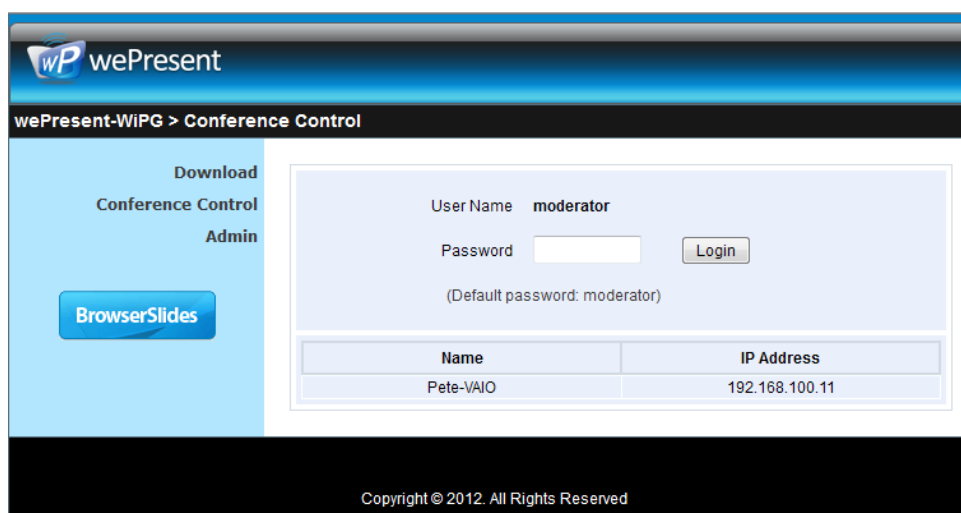 wP wePresent
wePresent-WiPG > Conference Control
Download
Conference Control
Admin
BrowserSlides
User Name moderator
Password Login
(Default password: moderator)
Name IP Address
Pete-VAIO 192.168.100.11
Copyright © 2012. All Rights Reserved